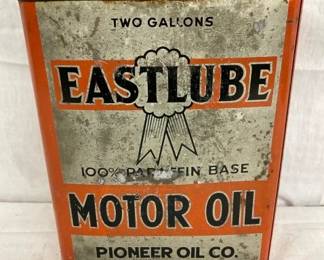 TWO GALLONS
EASTLUBE
100% PARAFFIN BASE
MOTOR OIL
PIONEER OIL CO.